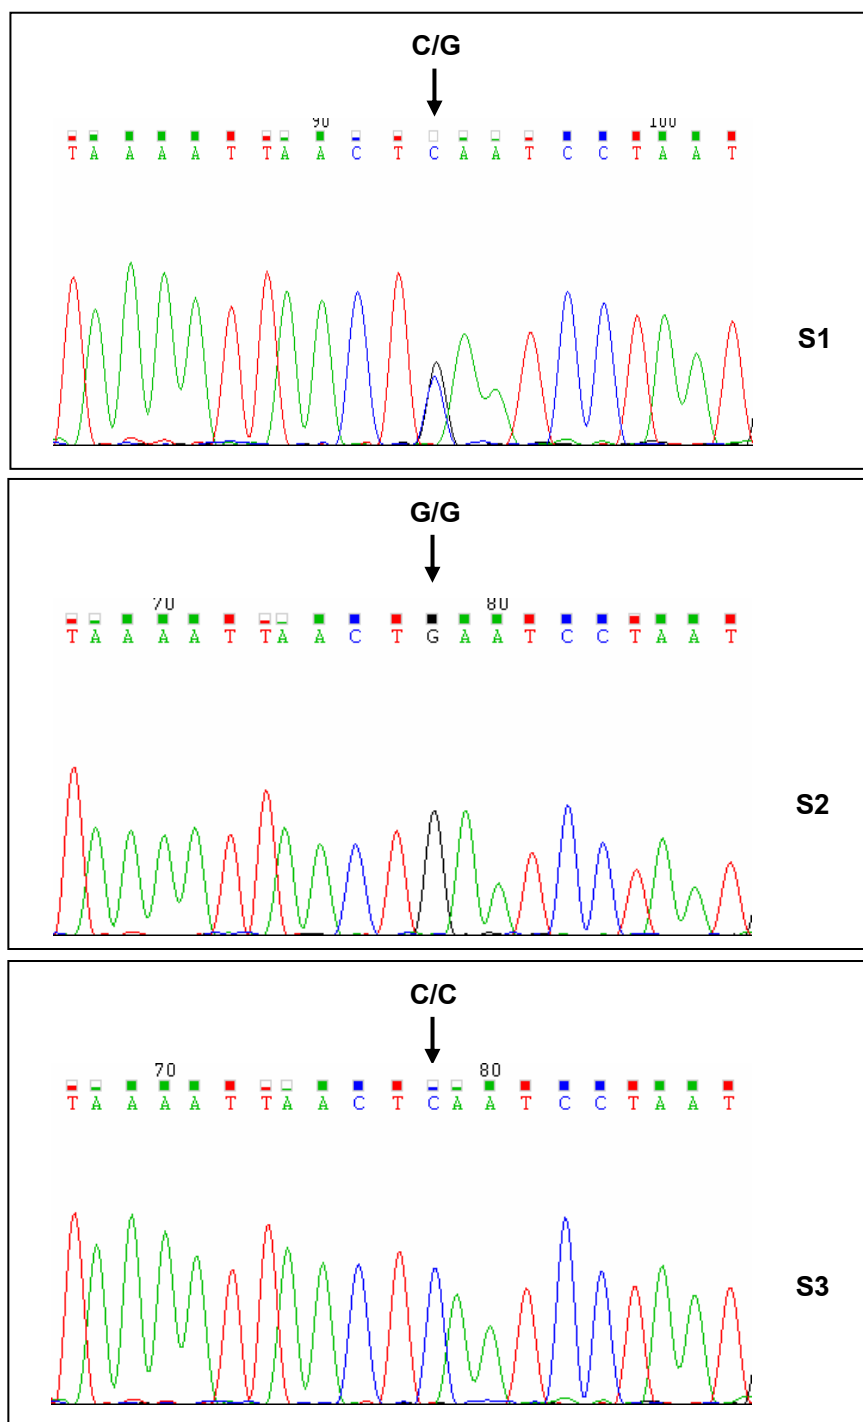 C/G
90 100
T A A A A T T A A C T C A A T C C T A A T
S1
G/G
70 80
T A A A A T T A A C T G A A T C C T A A T
S2
C/C
70 80
T A A A A T T A A C T C A A T C C T A A T
S3